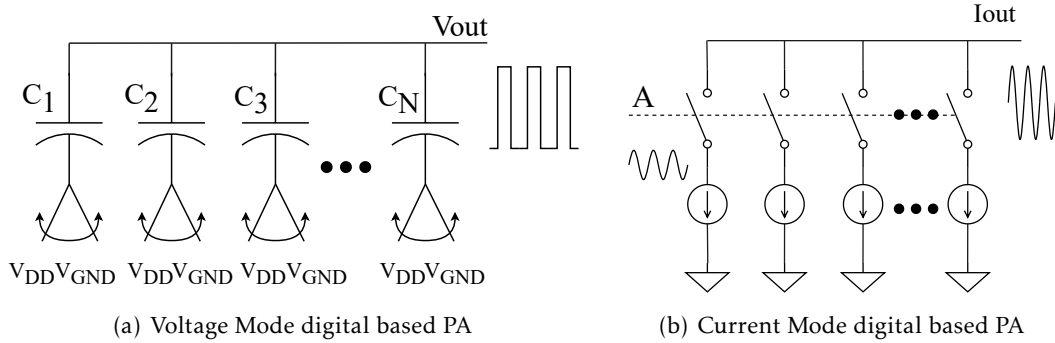 Vout
C1 C2 C3 CN
VDDVGND VDDVGND VDDVGND VDDVGND
(a) Voltage Mode digital based PA
Iout
A
(b) Current Mode digital based PA